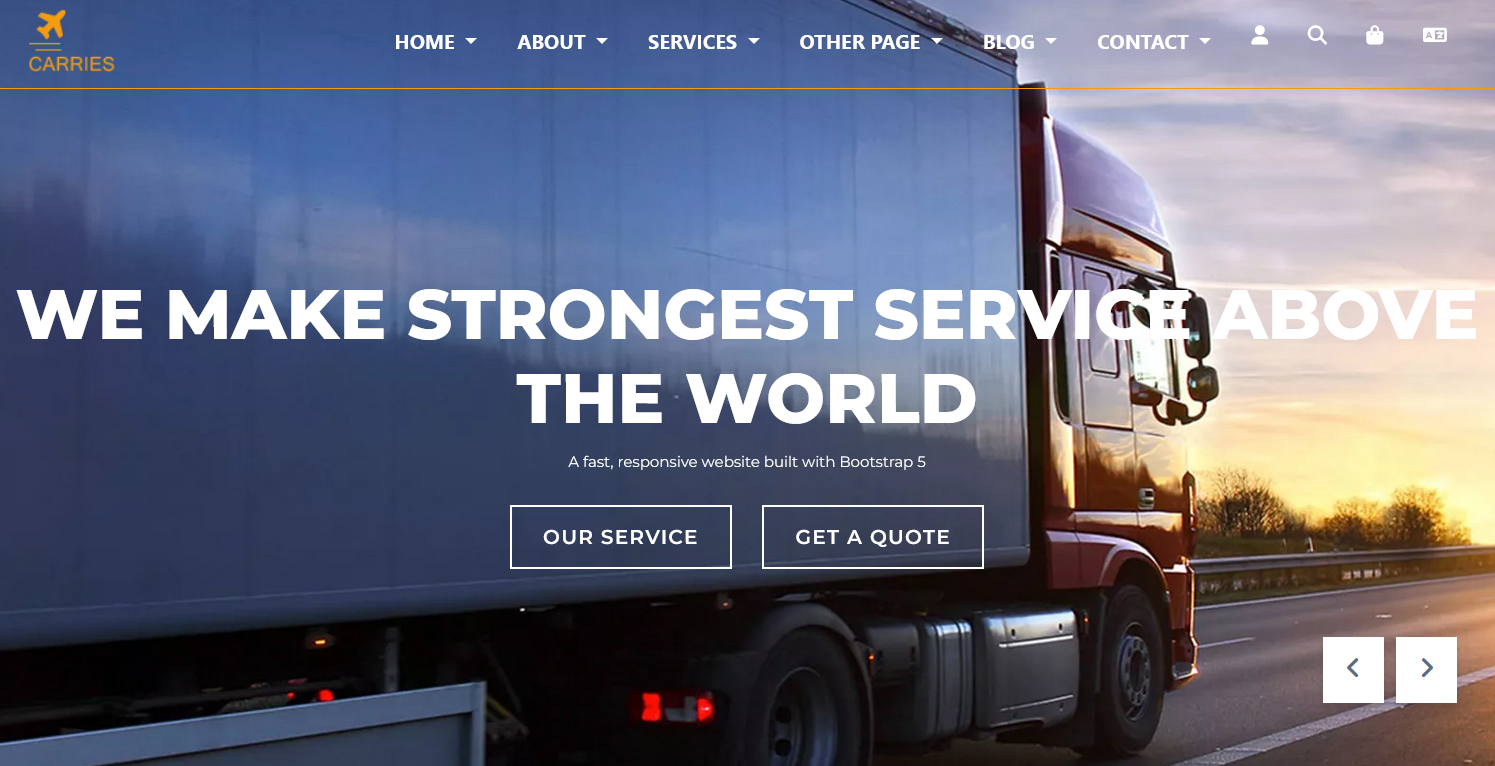 CARRIES
HOME ABOUT SERVICES OTHER PAGE BLOG CONTACT
WE MAKE STRONGEST SERVICE ABOVE
THE WORLD
A fast, responsive website built with Bootstrap 5
OUR SERVICE GET A QUOTE